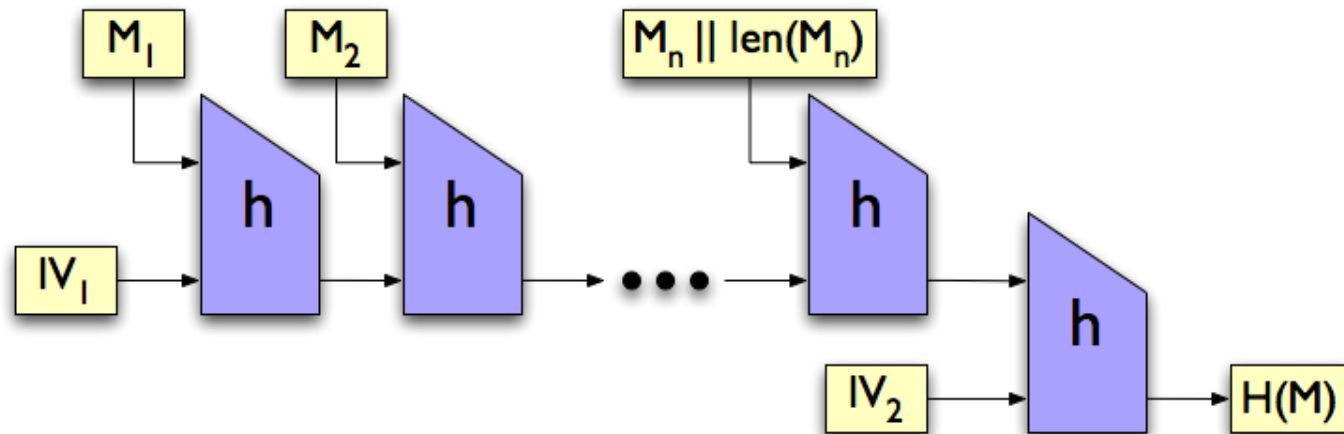 M₁
M₂
Mₙ || len(Mₙ)
h
h
h
h
IV₁
IV₂
H(M)